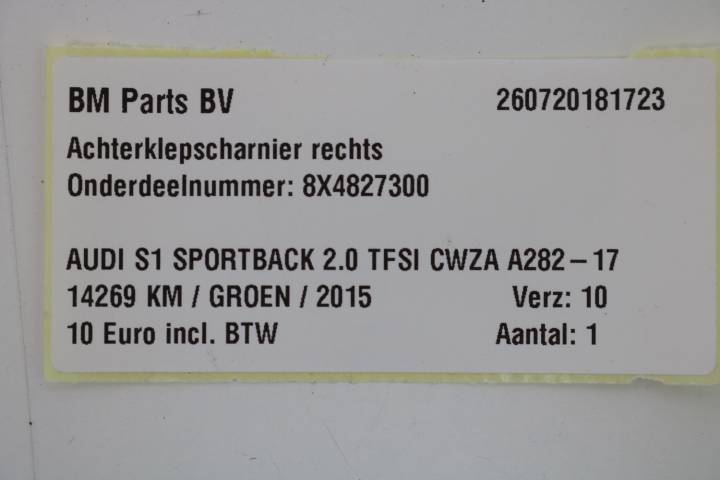 BM Parts BV 260720181723
Achterklepscharnier rechts
Onderdeelnummer: 8X4827300
AUDI S1 SPORTBACK 2.0 TFSI CWZA A282-17
14269 KM / GROEN / 2015 Verz: 10
10 Euro incl. BTW Aantal: 1